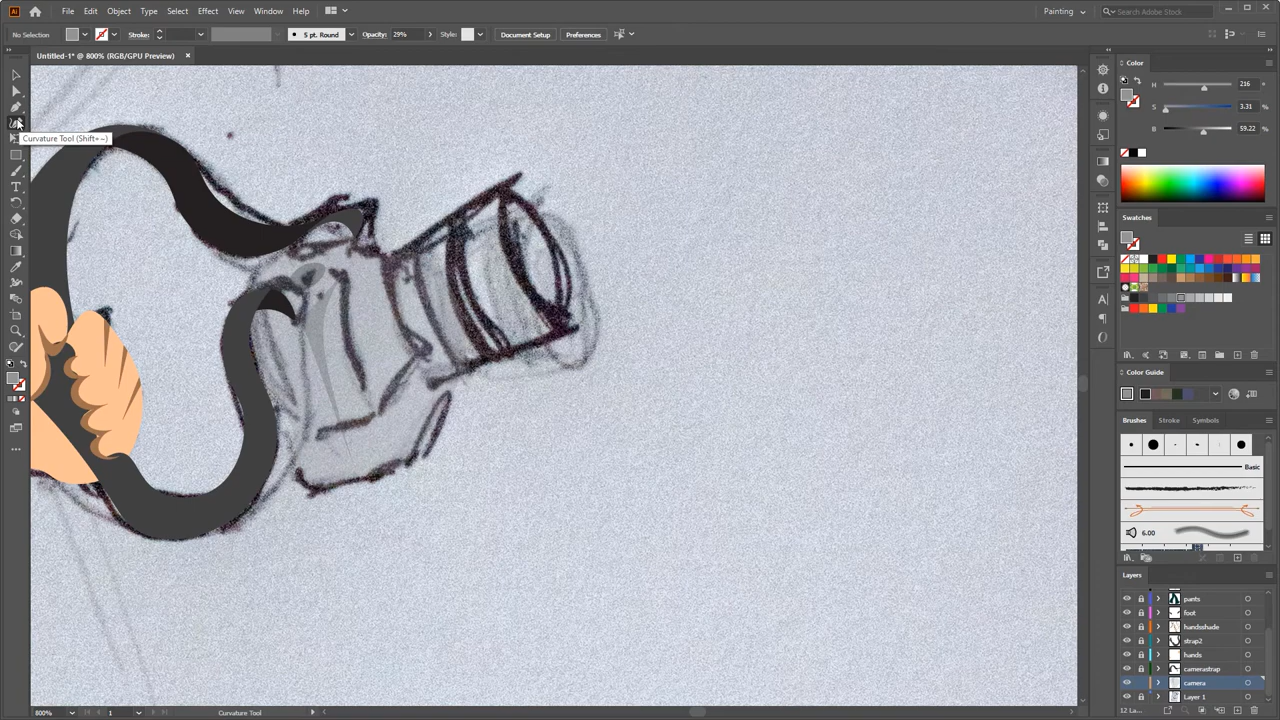 File Edit Object Type Select Effect View Window Help
Painting
Search Adobe Stock
No Selection
Stroke:
5 pt. Round
Opacity: 29%
Style:
Document Setup
Preferences
Untitled-1* @ 800% (RGB/GPU Preview)
Curvature Tool (Shift+~)
Color
H 216 °
S 3.31 %
B 59.22 %
Swatches
Color Guide
Brushes Stroke Symbols
Basic
6.00
Layers
pants
foot
handsshade
strap2
hands
camerastrap
camera
Layer 1
12 La...
800%
1
Curvature Tool